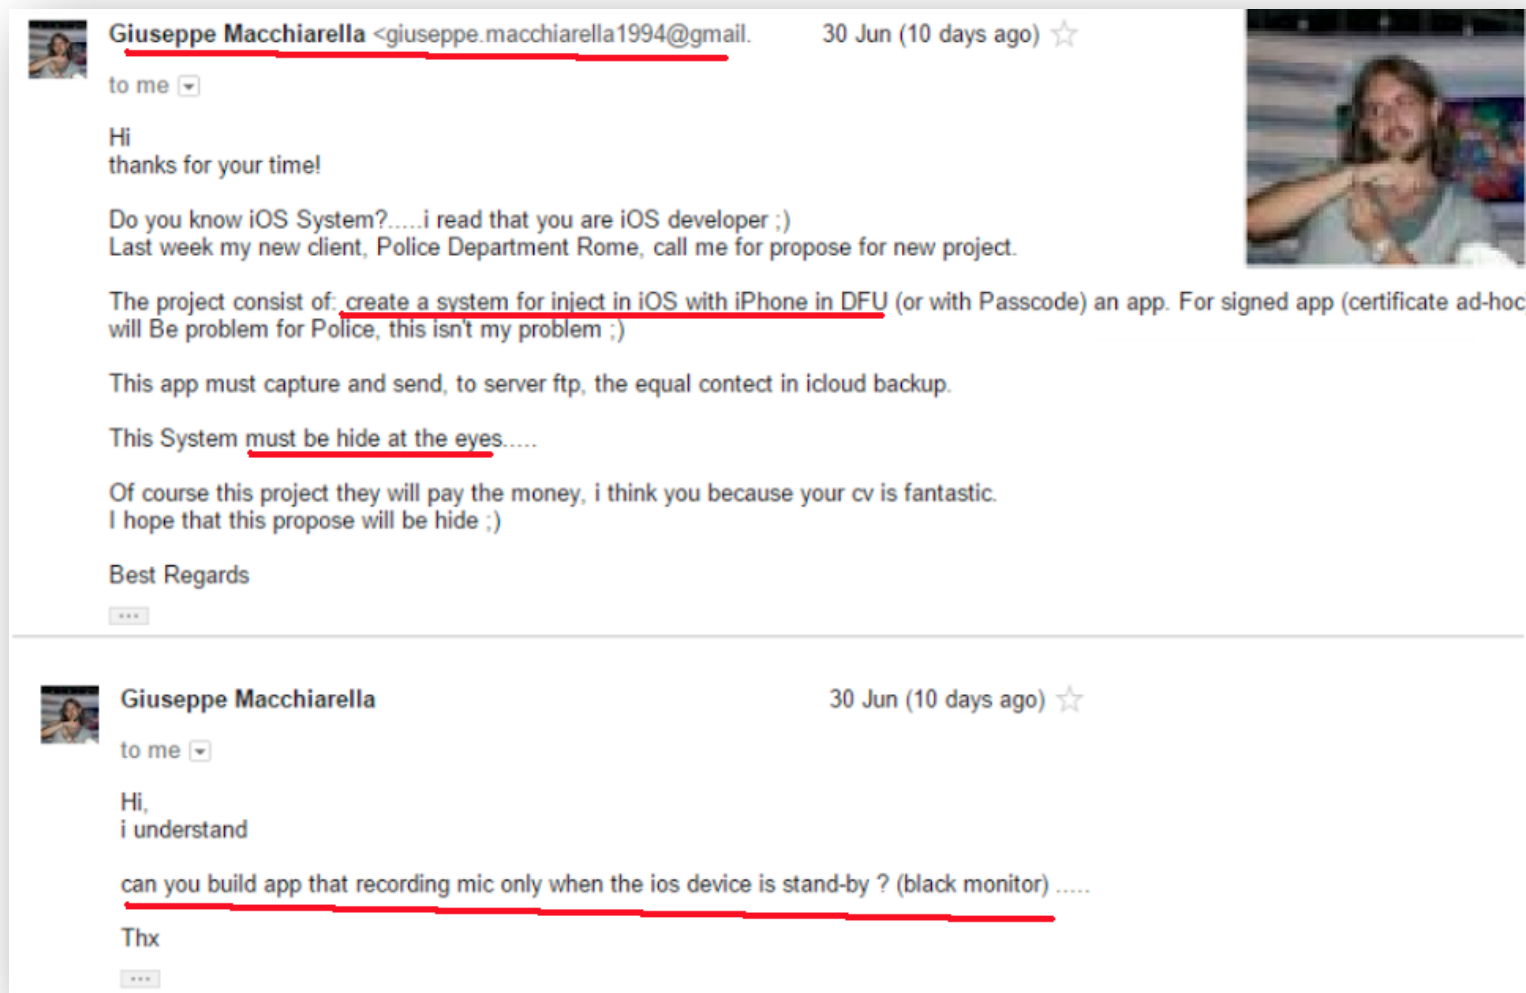 Giuseppe Macchiarella <giuseppe.macchiarella1994@gmail. 30 Jun (10 days ago)
to me
Hi
thanks for your time!
Do you know iOS System?.....i read that you are iOS developer ;)
Last week my new client, Police Department Rome, call me for propose for new project.
The project consist of: create a system for inject in iOS with iPhone in DFU (or with Passcode) an app. For signed app (certificate ad-hoc
will Be problem for Police, this isn't my problem ;)
This app must capture and send, to server ftp, the equal contect in icloud backup.
This System must be hide at the eyes.....
Of course this project they will pay the money, i think you because your cv is fantastic.
I hope that this propose will be hide ;)
Best Regards
Giuseppe Macchiarella 30 Jun (10 days ago)
to me
Hi,
i understand
can you build app that recording mic only when the ios device is stand-by ? (black monitor) .....
Thx